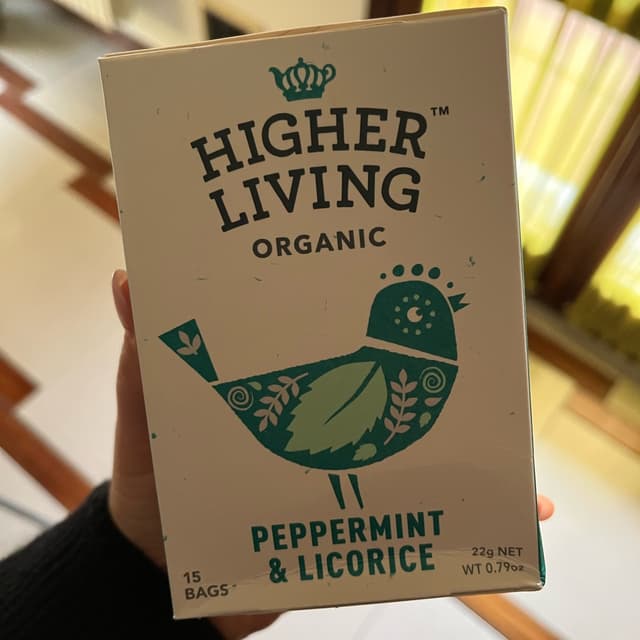 HIGHER™
LIVING
ORGANIC
PEPPERMINT
& LICORICE
15
BAGS
22g NET
WT 0.79oz